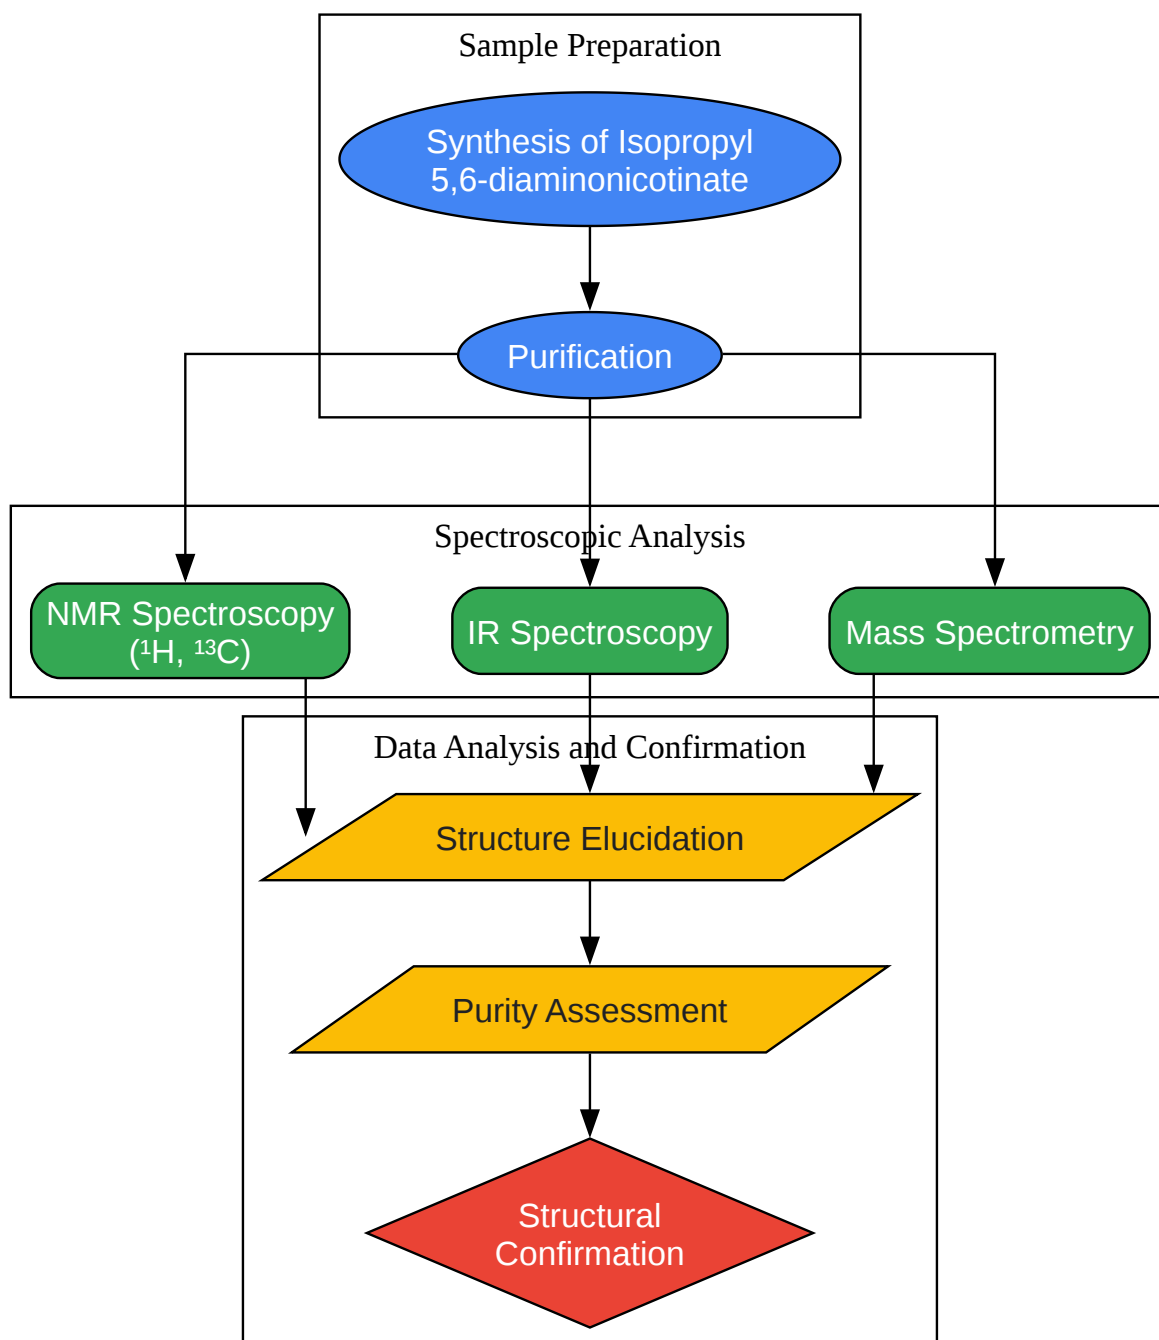 Sample Preparation
Synthesis of Isopropyl
5,6-diaminonicotinate
Purification
Spectroscopic Analysis
NMR Spectroscopy
(¹H, ¹³C)
IR Spectroscopy
Mass Spectrometry
Data Analysis and Confirmation
Structure Elucidation
Purity Assessment
Structural
Confirmation